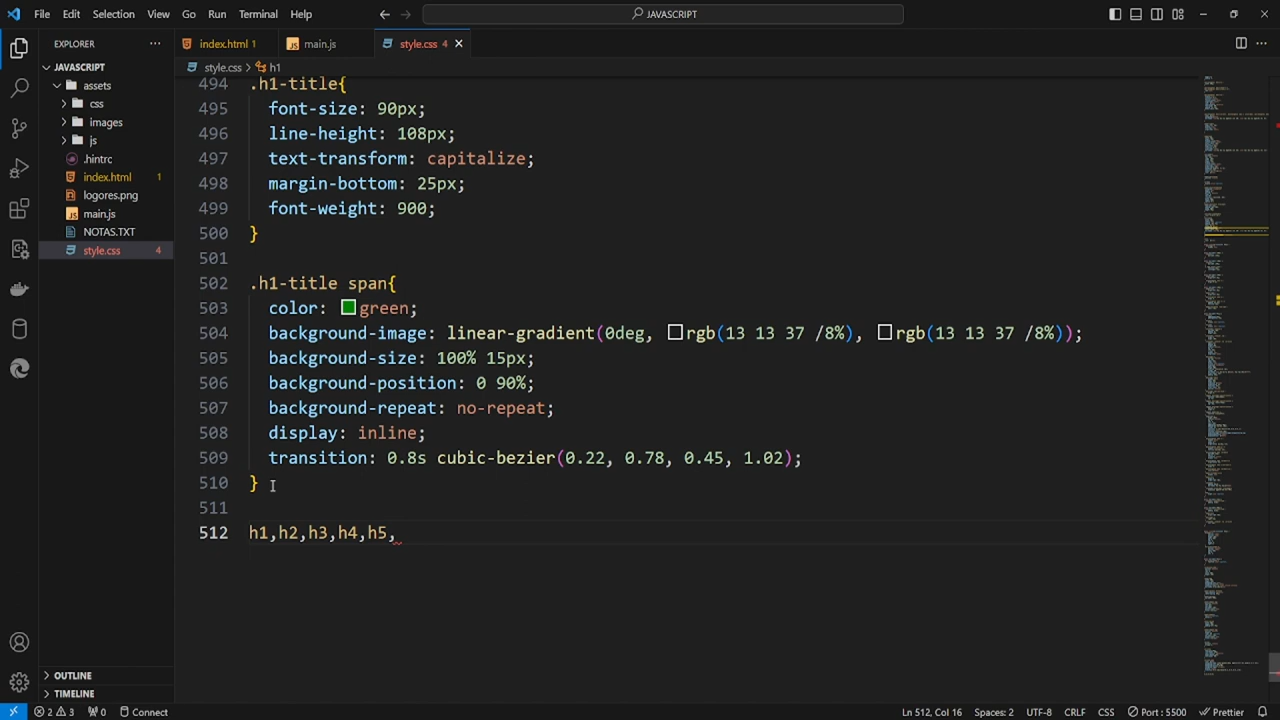 File Edit Selection View Go Run Terminal Help
JAVASCRIPT
EXPLORER
JAVASCRIPT
assets
css
images
js
.hintrc
index.html 1
logores.png
main.js
NOTAS.TXT
style.css 4
OUTLINE
TIMELINE
index.html 1
main.js
style.css 4
style.css > h1
494 .h1-title{
495 font-size: 90px;
496 line-height: 108px;
497 text-transform: capitalize;
498 margin-bottom: 25px;
499 font-weight: 900;
500 }
501
502 .h1-title span{
503 color: green;
504 background-image: linear-gradient(0deg, rgb(13 13 37 /8%), rgb(13 13 37 /8%));
505 background-size: 100% 15px;
506 background-position: 0 90%;
507 background-repeat: no-repeat;
508 display: inline;
509 transition: 0.8s cubic-bezier(0.22, 0.78, 0.45, 1.02);
510 }
511
512 h1,h2,h3,h4,h5,
2 3 0 Connect Ln 512, Col 16 Spaces: 2 UTF-8 CRLF CSS Port : 5500 Prettier